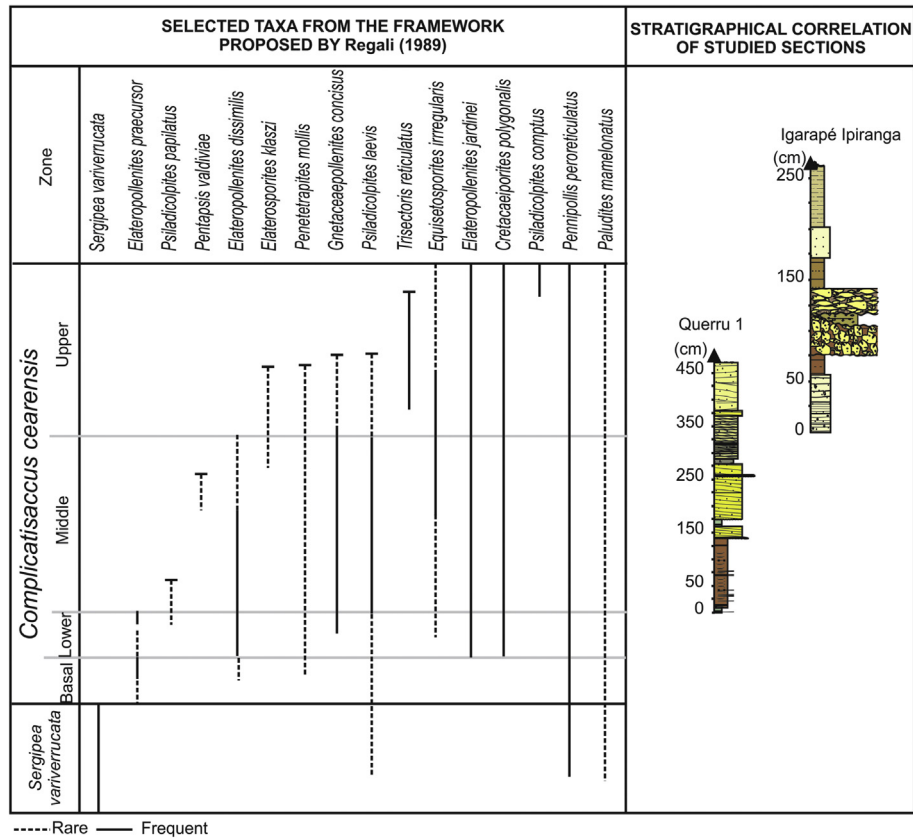 SELECTED TAXA FROM THE FRAMEWORK
PROPOSED BY Regali (1989)
STRATIGRAPHICAL CORRELATION
OF STUDIED SECTIONS
Zone
Sergipea variverrucata
Elateropollenites praecursor
Psiladicolpites papilatus
Pentapsis valdiviae
Elateropollenites dissimilis
Elaterosporites klaszi
Penetetrapites mollis
Gnetaceaepollenites concisus
Psiladicolpites laevis
Trisectoris reticulatus
Equisetosporites irregularis
Elateropollenites jardinei
Cretacaeiporites polygonalis
Psiladicolpites comptus
Pennipollis peroreticulatus
Paludites mamelonatus
Complicatisaccus cearensis
Upper
Middle
Lower
Basal
Sergipea
variverrucata
Igarapé Ipiranga
(cm)
250
150
50
0
Querru 1
(cm)
450
350
250
150
50
0
Rare
Frequent